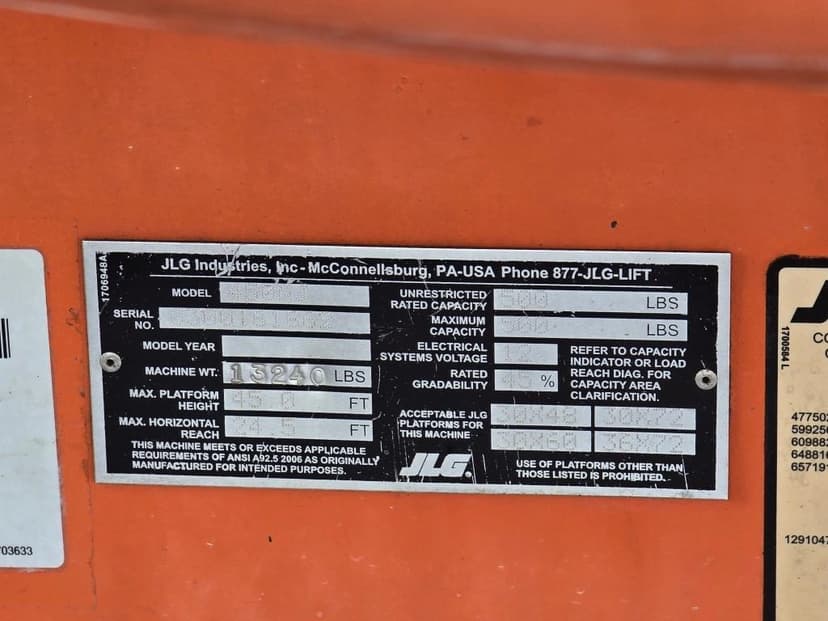 JLG Industries, Inc - McConnellsburg, PA-USA Phone 877-JLG-LIFT
1706948A
MODEL
SERIAL NO.
MODEL YEAR
MACHINE WT. 13240 LBS
MAX. PLATFORM HEIGHT 45.0 FT
MAX. HORIZONTAL REACH 24.5 FT
THIS MACHINE MEETS OR EXCEEDS APPLICABLE
REQUIREMENTS OF ANSI A92.5 2006 AS ORIGINALLY
MANUFACTURED FOR INTENDED PURPOSES.
UNRESTRICTED RATED CAPACITY 500 LBS
MAXIMUM CAPACITY 500 LBS
ELECTRICAL SYSTEMS VOLTAGE 12
RATED GRADABILITY 45 %
REFER TO CAPACITY
INDICATOR OR LOAD
REACH DIAG. FOR
CAPACITY AREA
CLARIFICATION.
ACCEPTABLE JLG
PLATFORMS FOR
THIS MACHINE
30X48 30X72
30X60 36X72
JLG
USE OF PLATFORMS OTHER THAN
THOSE LISTED IS PROHIBITED.
03633
1700584 L
47750
59925
60988
64881
65719
129104